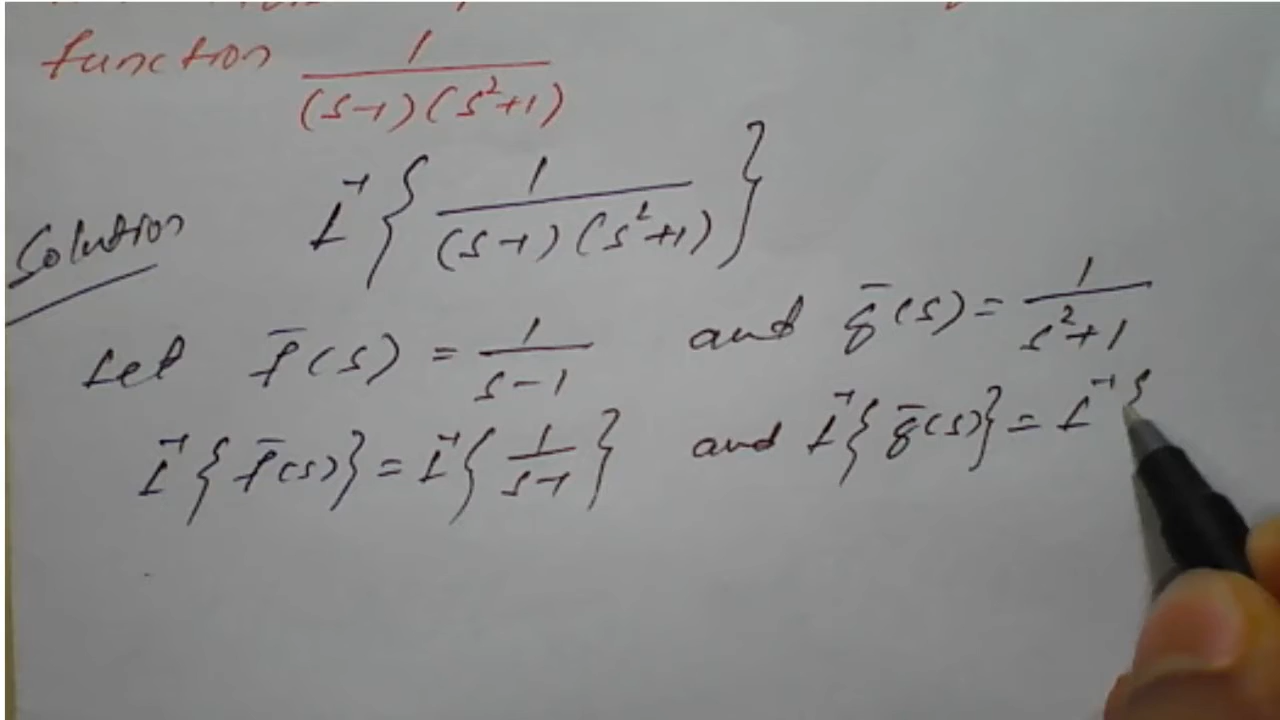 function 1/((s-1)(s²+1))
Solution L⁻¹{1/((s-1)(s²+1))}
Let f̄(s) = 1/(s-1) and ḡ(s) = 1/(s²+1)
L⁻¹{f̄(s)} = L⁻¹{1/(s-1)} and L⁻¹{ḡ(s)} = L⁻¹{